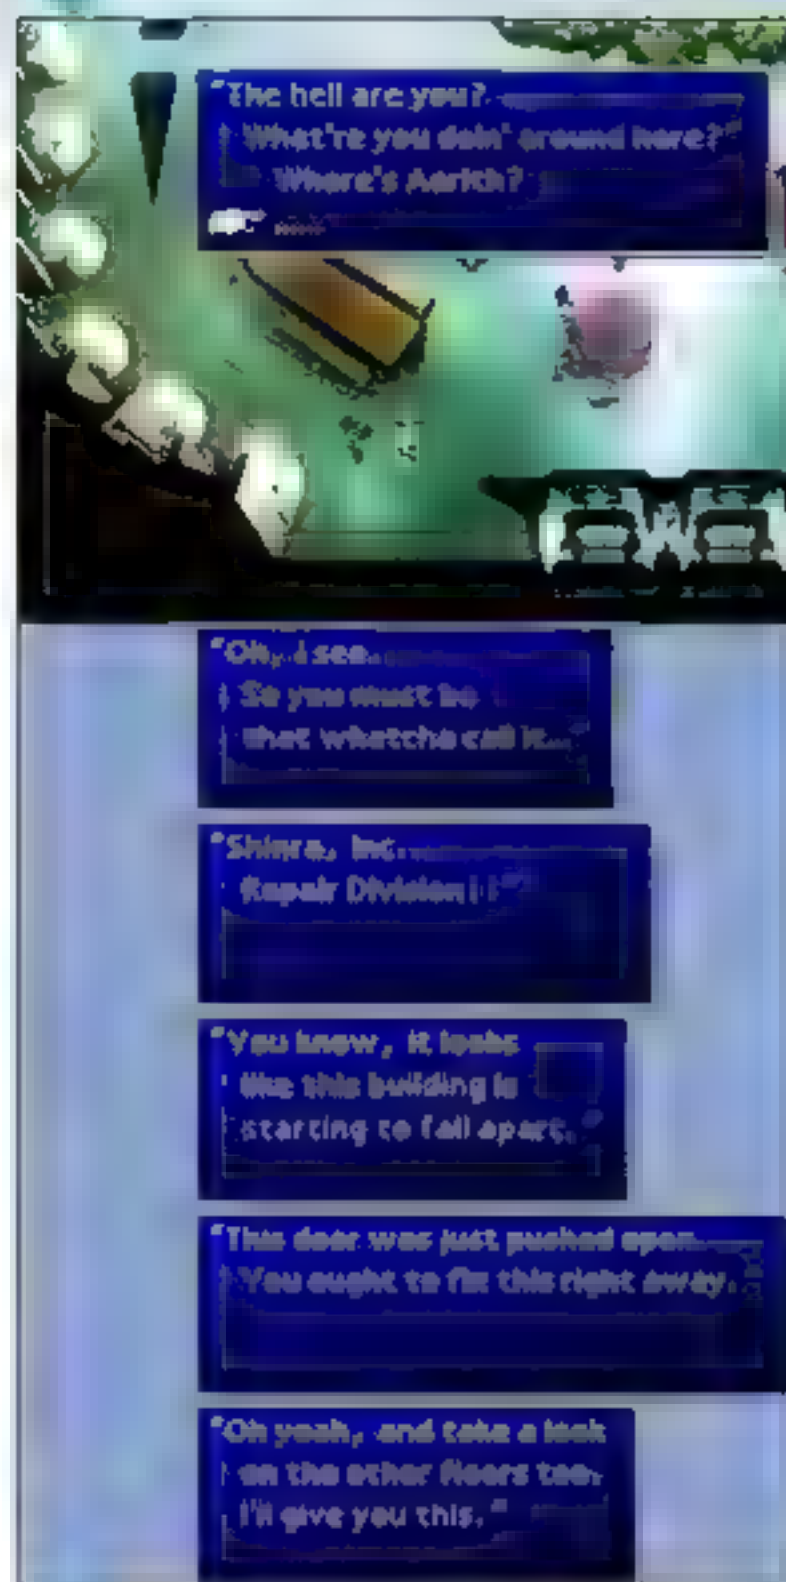 “The hell are you?
What're you doin' around here?”
Where's Aerith?
“Oh, I see.
So you must be
that whatcha call it...
“Shinra, Inc.
Repair Division!!”
“You know, it looks
like this building is
starting to fall apart.
“This door was just pushed open.
You ought to fix this right away.
“Oh yeah, and take a look
on the other floors too.
I'll give you this.”